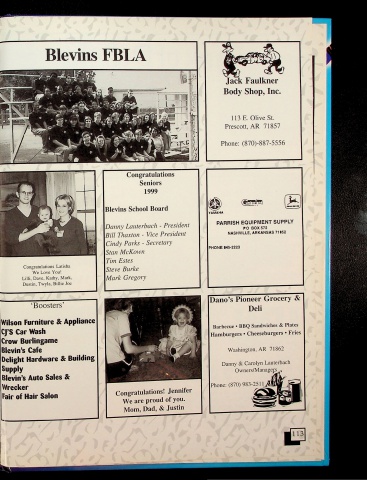 Blevins FBLA
Jack Faulkner
Body Shop, Inc.
113 E. Olive St.
Prescott, AR 71857
Phone: (870)-887-5556
Congratulations Laticha
We Love You!
Lilli, Dave, Kathy, Mark,
Dustin, Twyla, Billie Joe
Congratulations
Seniors
1999
Blevins School Board
Danny Lauterbach - President
Bill Thaxton - Vice President
Cindy Parks - Secretary
Stan McKowen
Tim Estes
Steve Burke
Mark Gregory
YAMAHA
PARRISH EQUIPMENT SUPPLY
PO BOX 573
NASHVILLE, ARKANSAS 71852
PHONE 845-2323
'Boosters'
Wilson Furniture & Appliance
CJ'S Car Wash
Crow Burlingame
Blevin's Cafe
Delight Hardware & Building
Supply
Blevin's Auto Sales &
Wrecker
Fair of Hair Salon
Congratulations! Jennifer
We are proud of you.
Mom, Dad, & Justin
Dano's Pioneer Grocery &
Deli
Barbecue • BBQ Sandwiches & Plates
Hamburgers • Cheeseburgers • Fries
Washington, AR 71862
Danny & Carolyn Lauterbach
Owners/Managers
Phone: (870) 983-2511
113